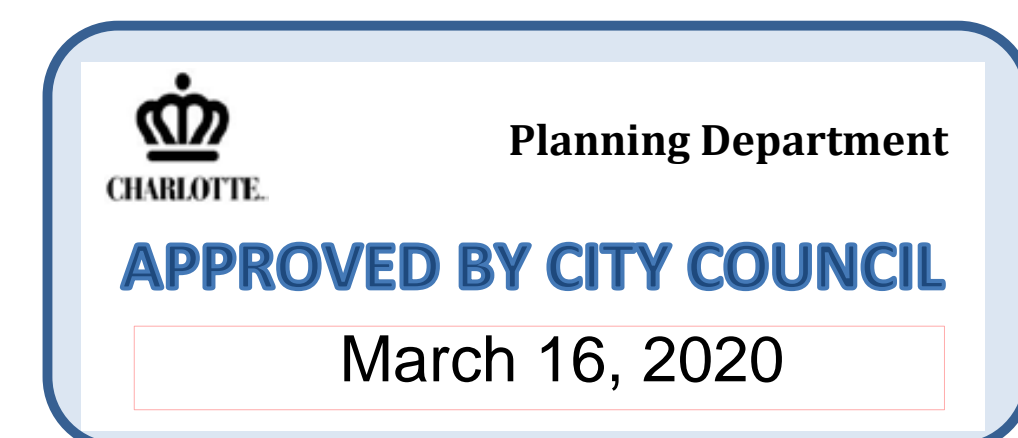 Planning Department
CHARLOTTE.
APPROVED BY CITY COUNCIL
March 16, 2020